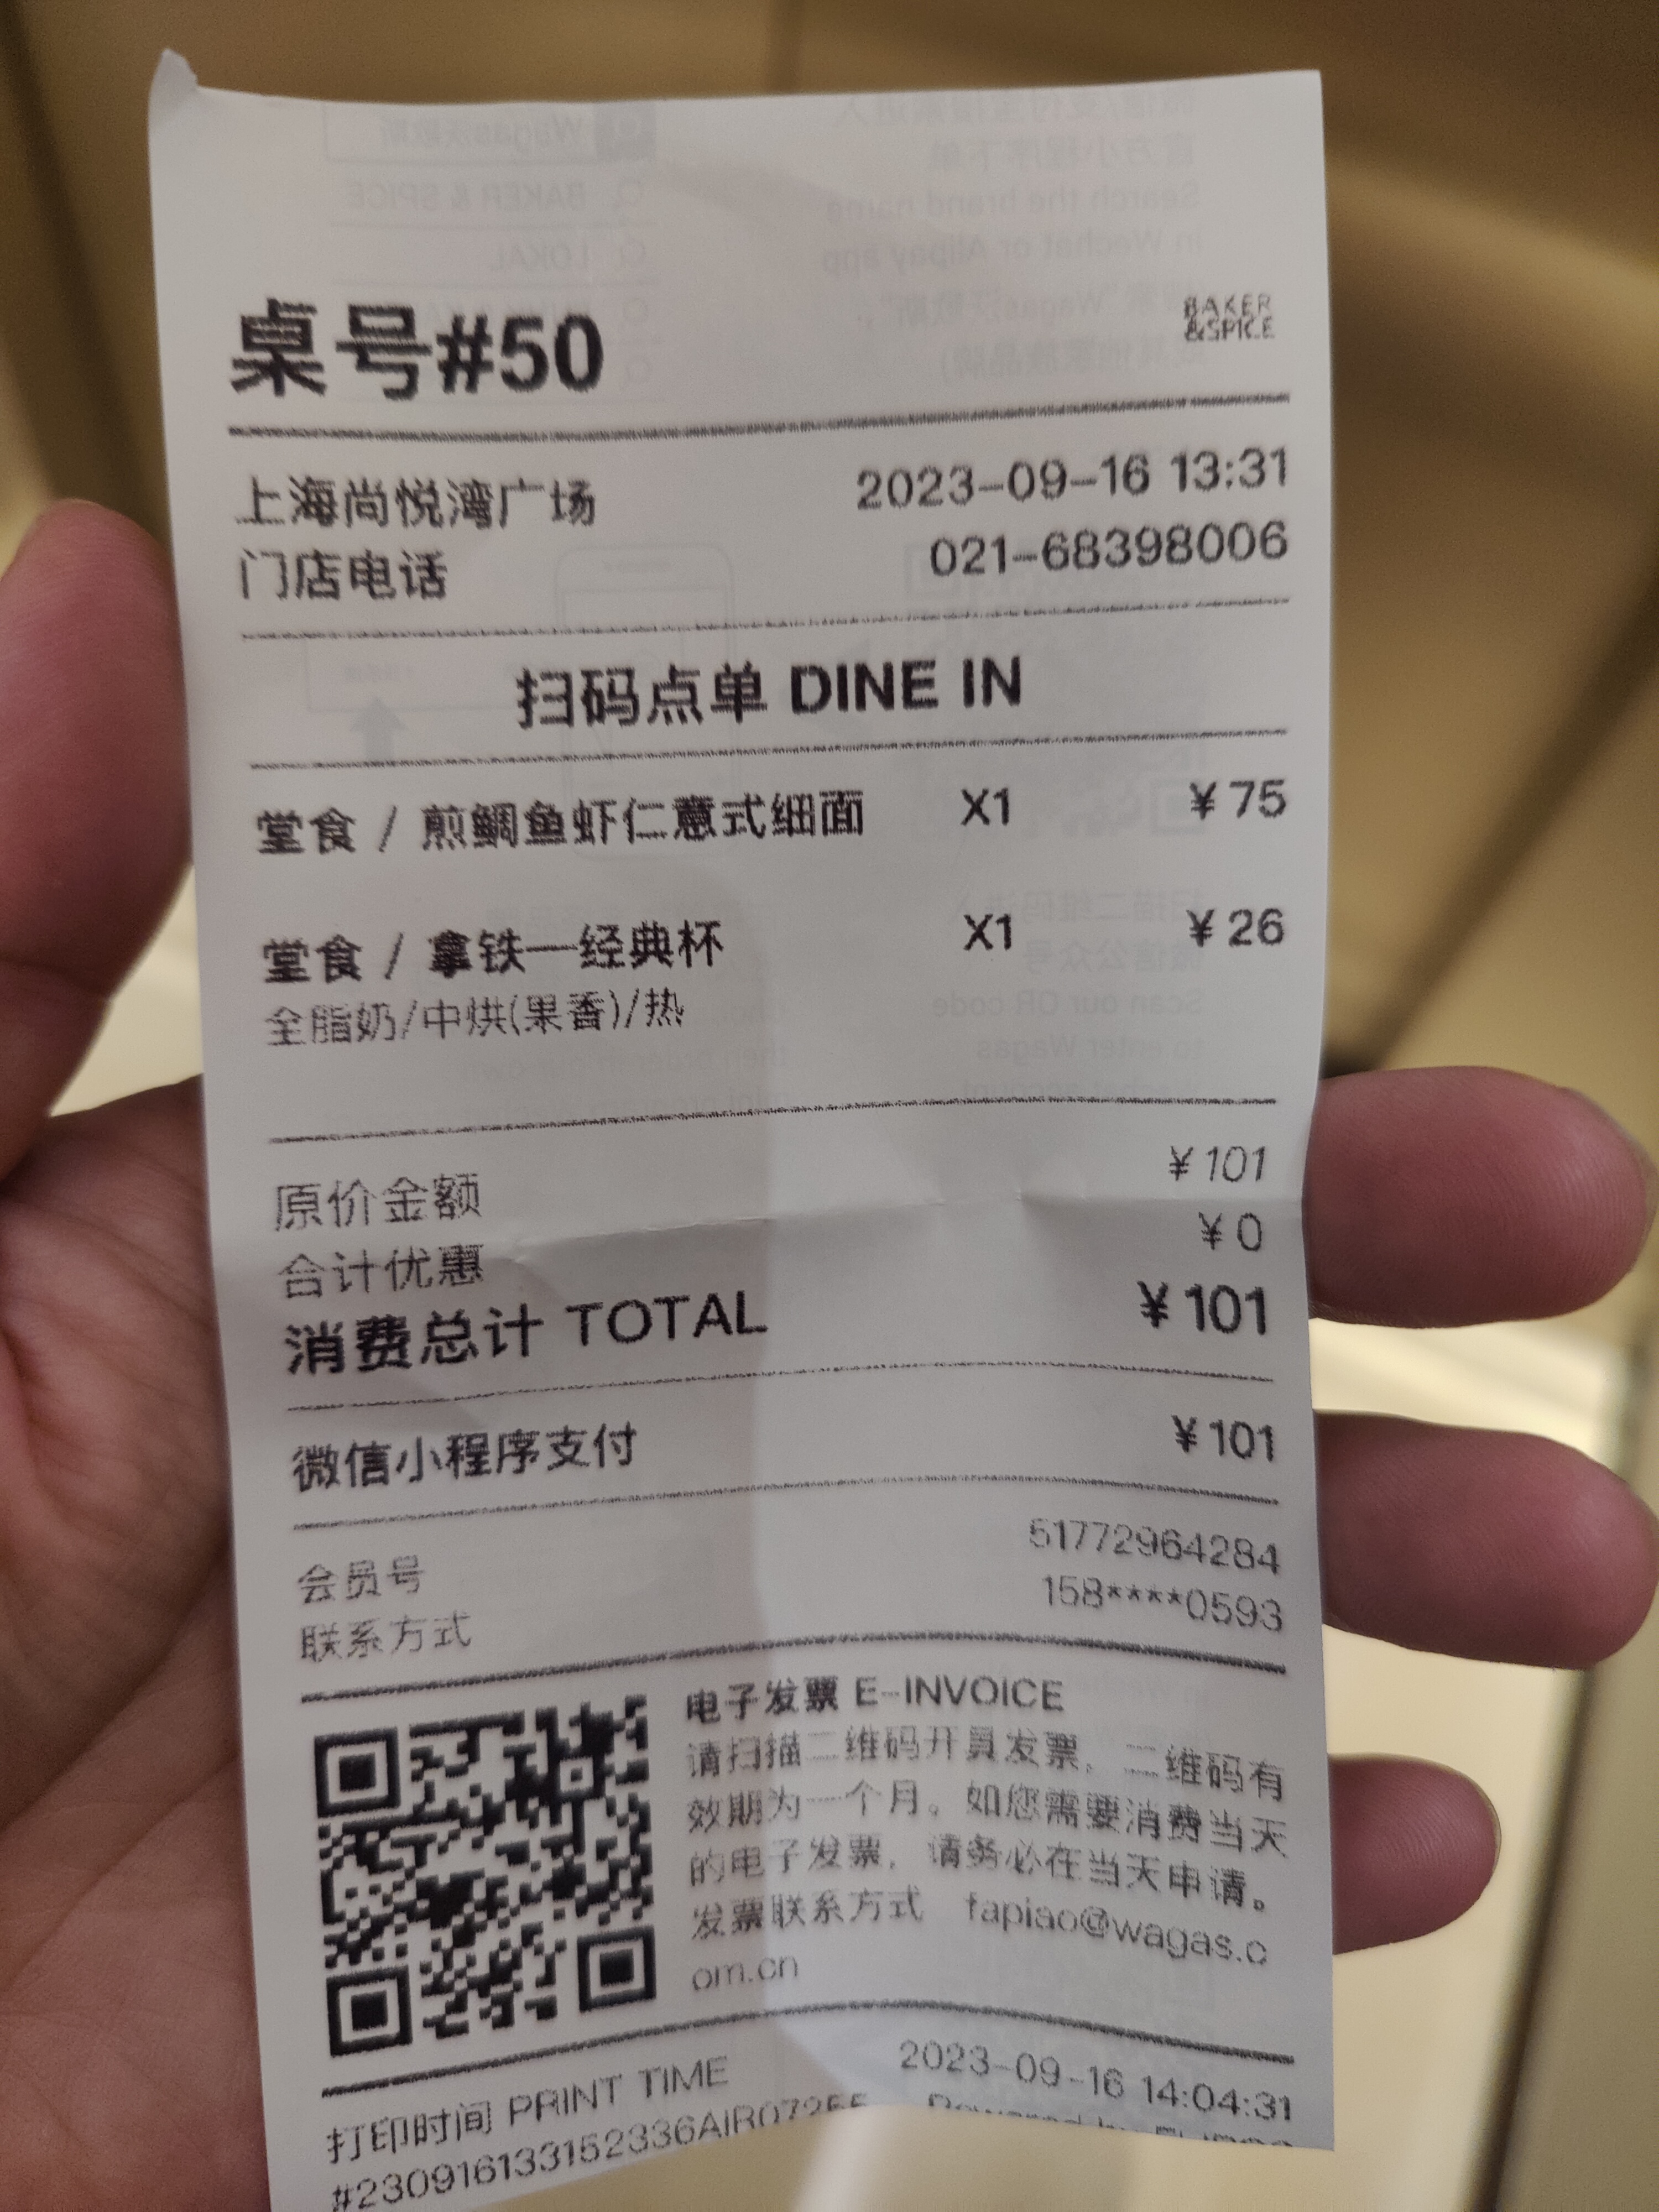 桌号#50
BAKER
&SPICE
上海尚悦湾广场 2023-09-16 13:31
门店电话 021-68398006
扫码点单 DINE IN
堂食 / 煎鲷鱼虾仁意式细面 X1 ¥75
堂食 / 拿铁—经典杯 X1 ¥26
全脂奶/中烘(果香)/热
原价金额 ¥101
合计优惠 ¥0
消费总计 TOTAL ¥101
微信小程序支付 ¥101
会员号 51772964284
联系方式 158****0593
电子发票 E-INVOICE
请扫描二维码开具发票，二维码有
效期为一个月。如您需要消费当天
的电子发票，请务必在当天申请。
发票联系方式 fapiao@wagas.c
om.cn
打印时间 PRINT TIME 2023-09-16 14:04:31
#230916133152336AIR07255 Powered by